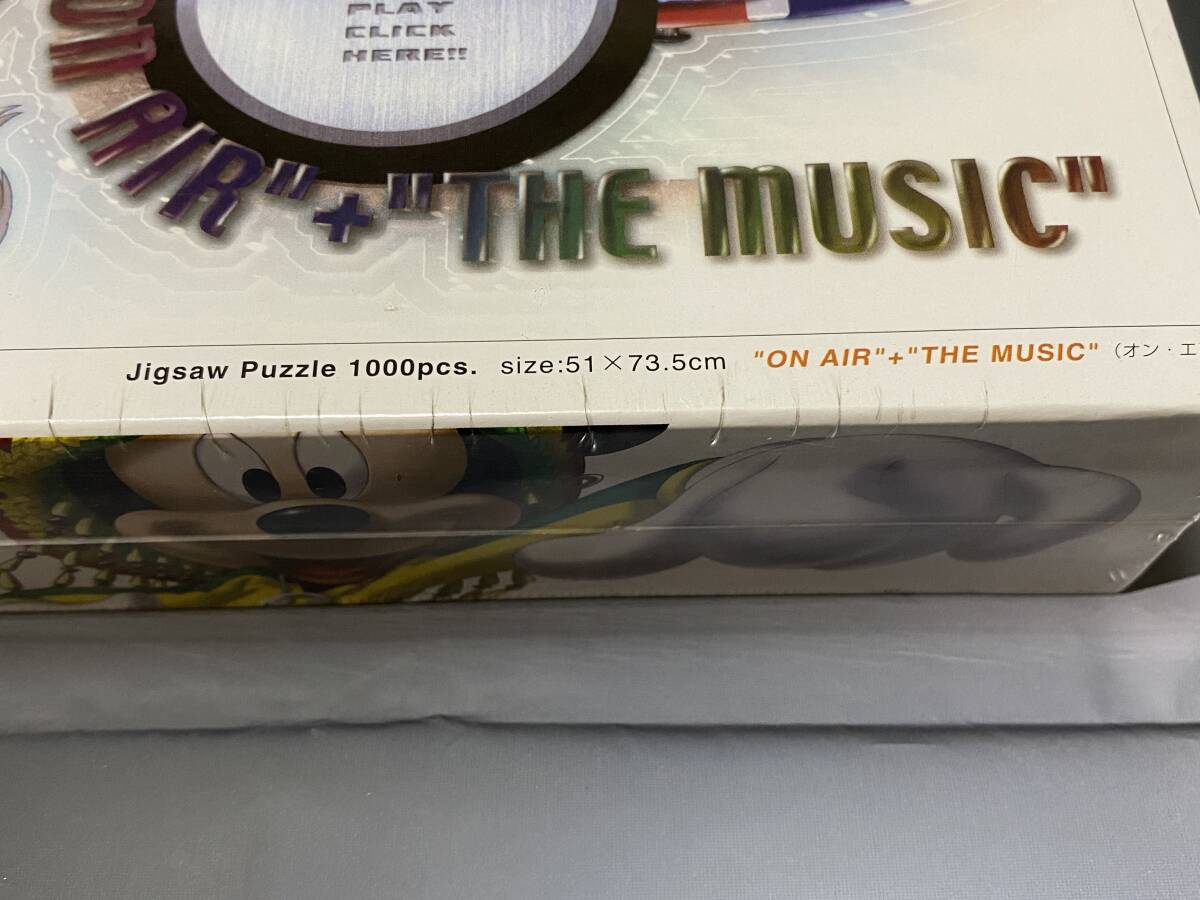 PLAY
CLICK
HERE!!
ON AIR"+"THE MUSIC"
Jigsaw Puzzle 1000pcs. size:51×73.5cm "ON AIR"+"THE MUSIC" (オン・エ